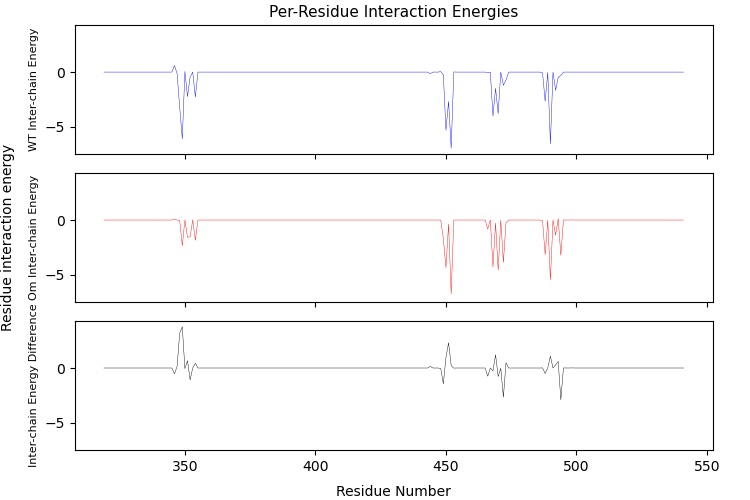 Per-Residue Interaction Energies
WT Inter-chain Energy
0
−5
Om Inter-chain Energy
0
−5
Inter-chain Energy Difference
0
−5
Residue interaction energy
350
400
450
500
550
Residue Number